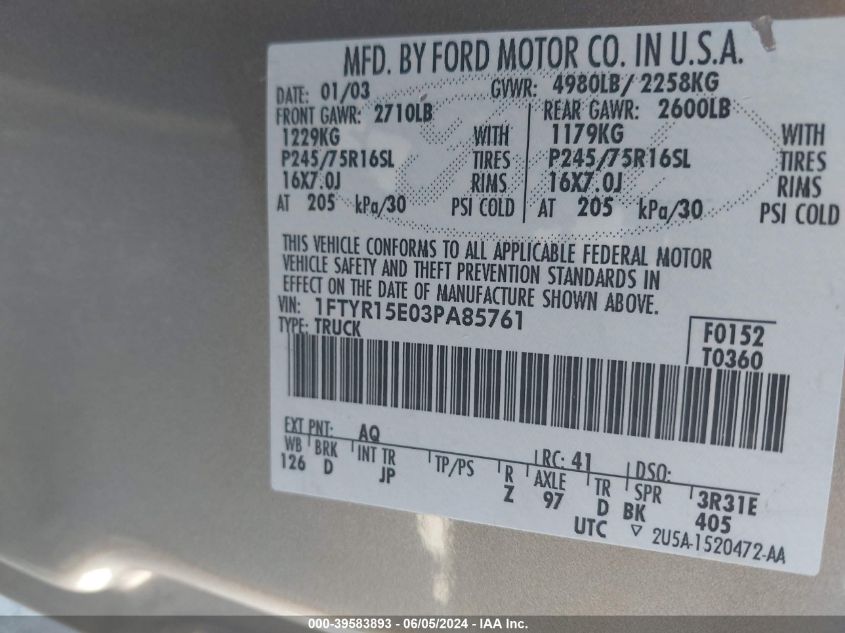 MFD. BY FORD MOTOR CO. IN U.S.A.
DATE: 01/03 GVWR: 4980LB/ 2258KG
FRONT GAWR: 2710LB REAR GAWR: 2600LB
1229KG WITH 1179KG WITH
P245/75R16SL TIRES P245/75R16SL TIRES
16X7.0J RIMS 16X7.0J RIMS
AT 205 kPa/30 PSI COLD AT 205 kPa/30 PSI COLD
THIS VEHICLE CONFORMS TO ALL APPLICABLE FEDERAL MOTOR
VEHICLE SAFETY AND THEFT PREVENTION STANDARDS IN
EFFECT ON THE DATE OF MANUFACTURE SHOWN ABOVE.
VIN: 1FTYR15E03PA85761
TYPE: TRUCK
F0152
T0360
EXT PNT: AQ RC: 41 DSO:
WB BRK INT TR TP/PS R AXLE TR SPR 3R31E
126 D JP Z 97 D BK 405
UTC ▽ 2U5A-1520472-AA
000-39583893 - 06/05/2024 - IAA Inc.